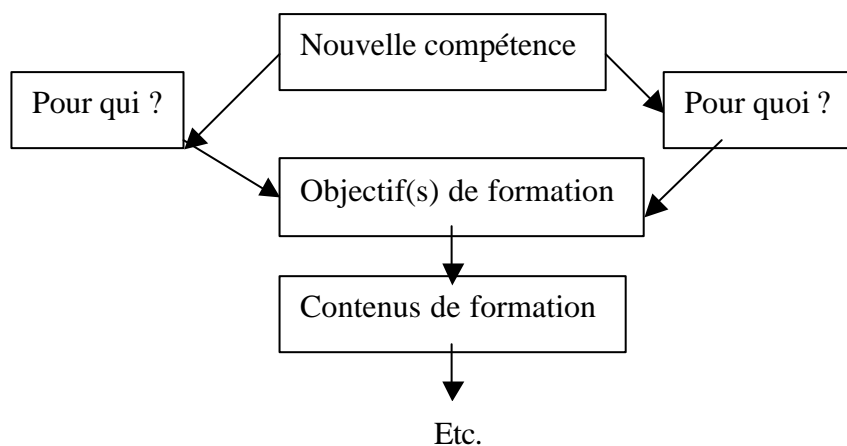 Nouvelle compétence
Pour qui ?
Pour quoi ?
Objectif(s) de formation
Contenus de formation
Etc.